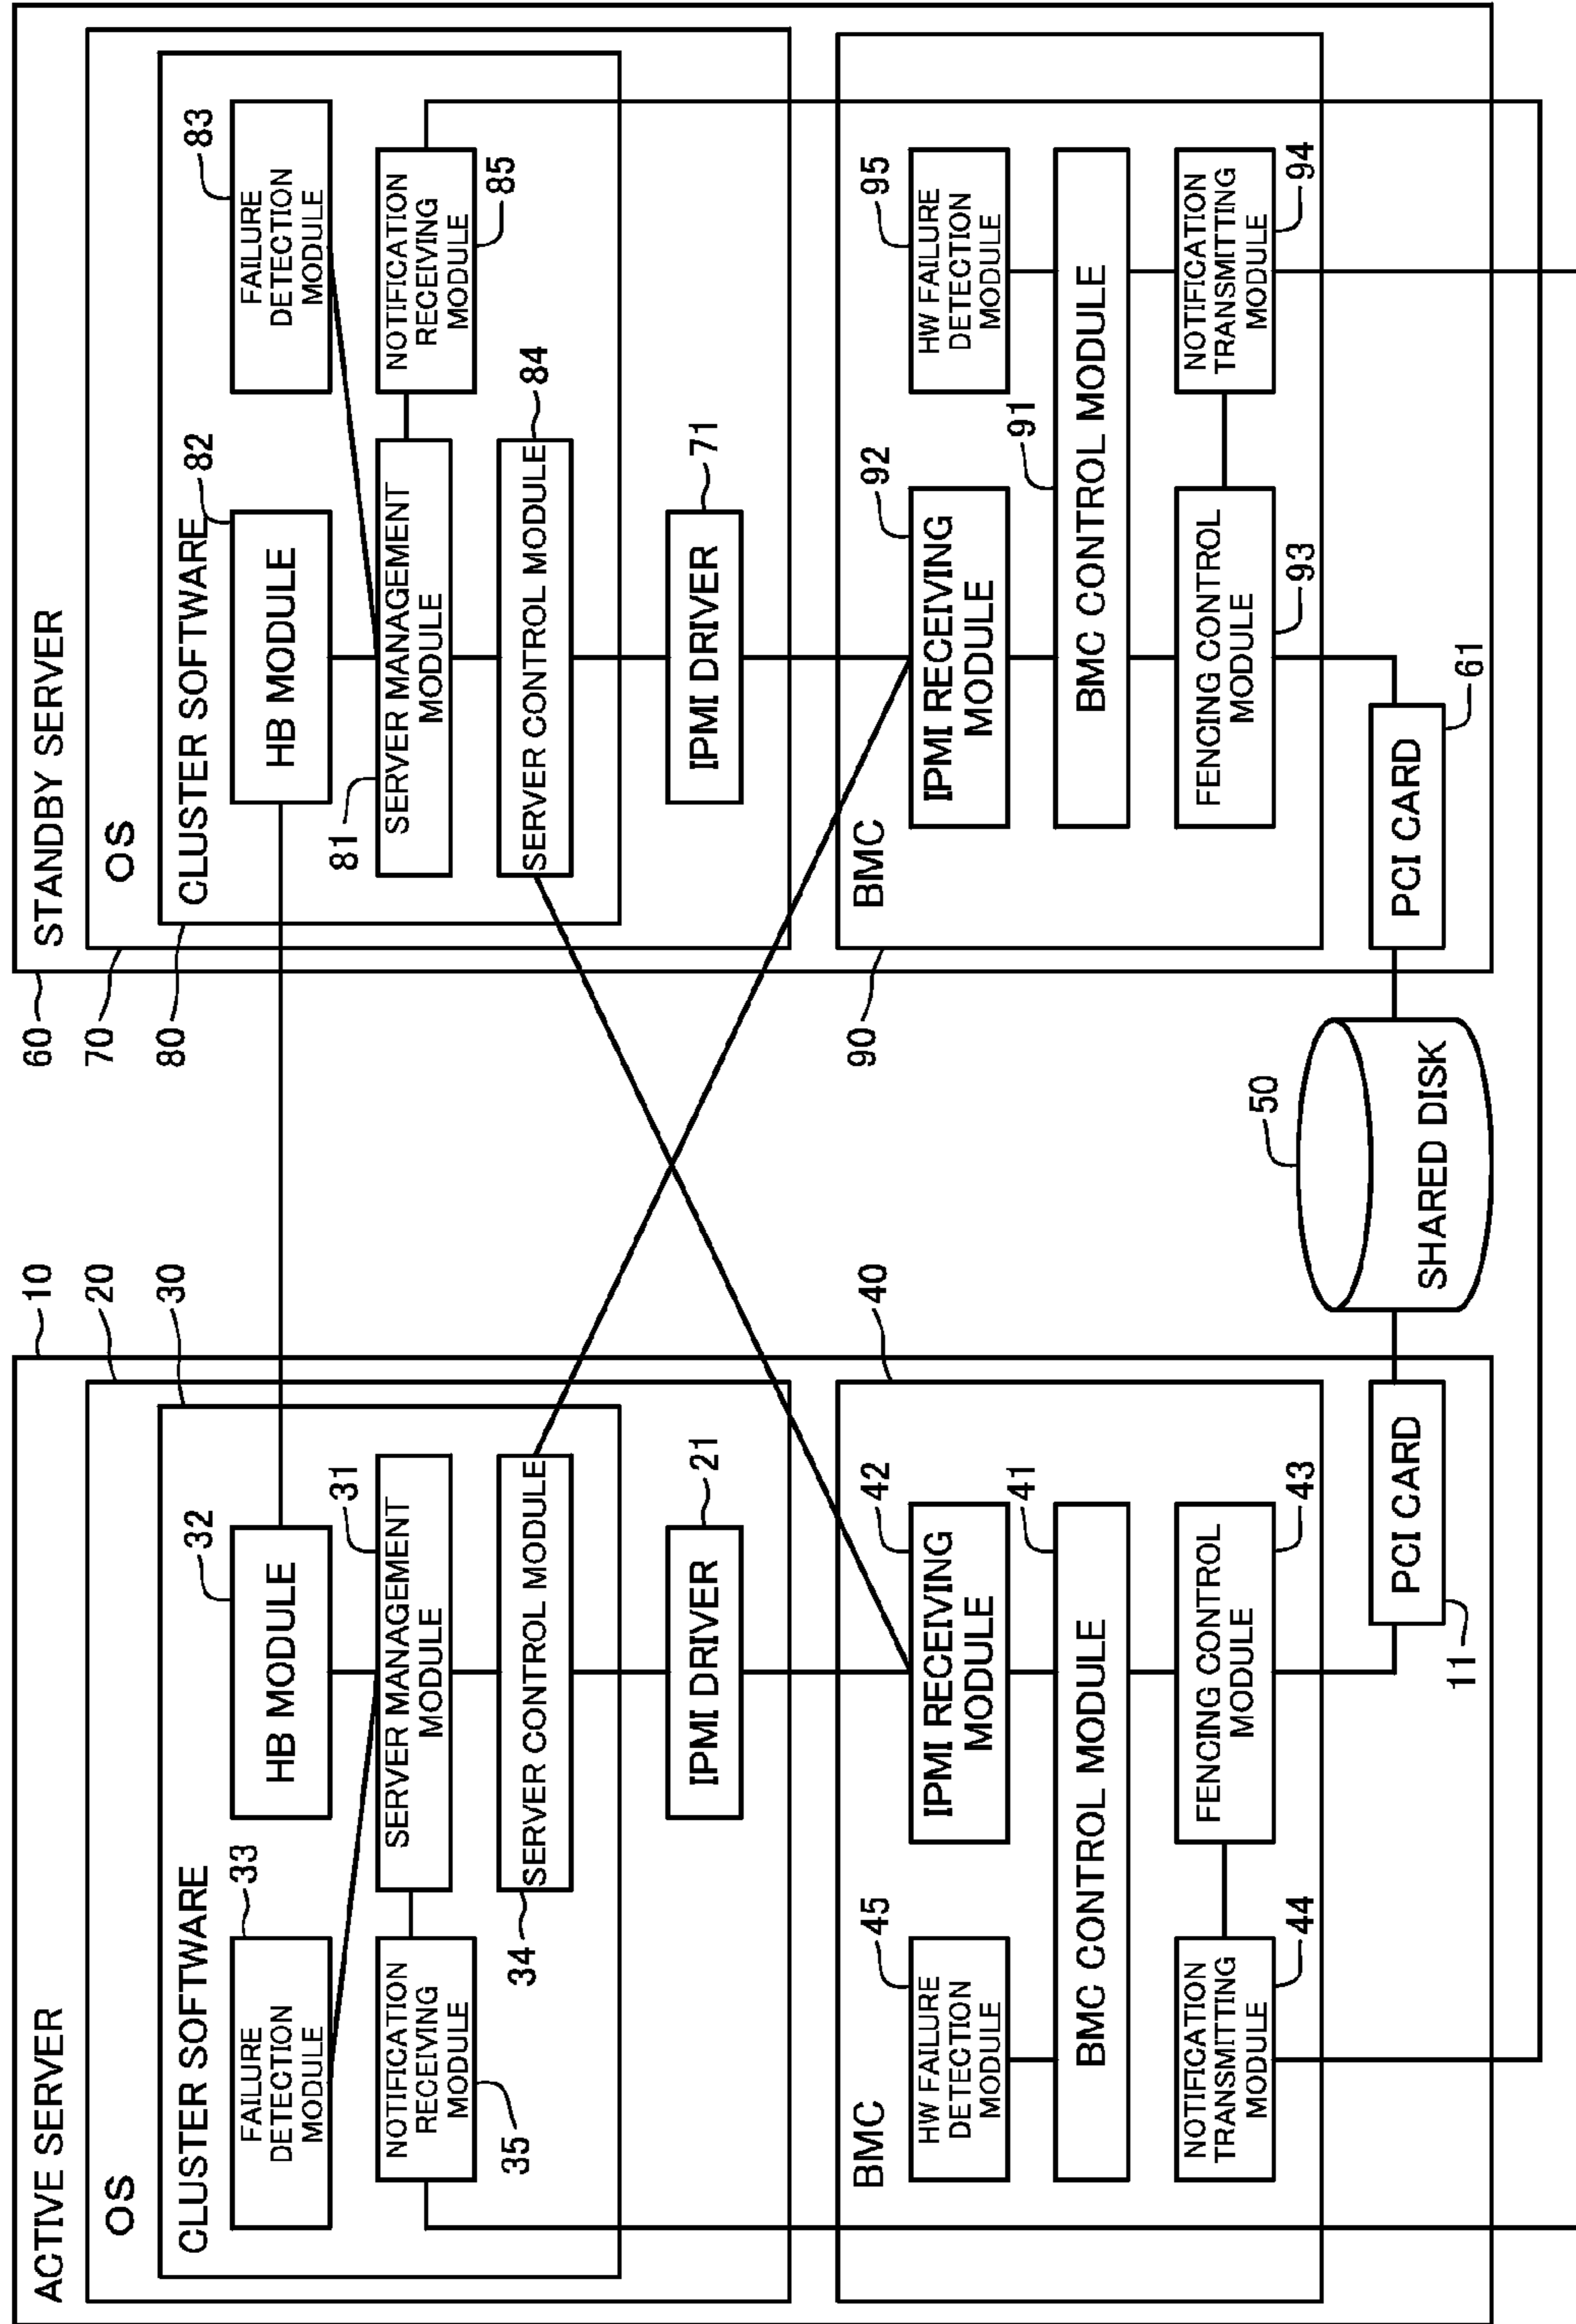 ACTIVE SERVER
10
OS
20
CLUSTER SOFTWARE
30
FAILURE
DETECTION
MODULE
33
HB MODULE
32
NOTIFICATION
RECEIVING
MODULE
35
SERVER MANAGEMENT
MODULE
31
SERVER CONTROL MODULE
34
IPMI DRIVER
21
BMC
40
HW FAILURE
DETECTION
MODULE
45
IPMI RECEIVING
MODULE
42
BMC CONTROL MODULE
41
NOTIFICATION
TRANSMITTING
MODULE
44
FENCING CONTROL
MODULE
43
PCI CARD
11
SHARED DISK
50
STANDBY SERVER
60
OS
70
CLUSTER SOFTWARE
80
HB MODULE
82
FAILURE
DETECTION
MODULE
83
SERVER MANAGEMENT
MODULE
81
NOTIFICATION
RECEIVING
MODULE
85
SERVER CONTROL MODULE
84
IPMI DRIVER
71
BMC
90
IPMI RECEIVING
MODULE
92
HW FAILURE
DETECTION
MODULE
95
BMC CONTROL MODULE
91
FENCING CONTROL
MODULE
93
NOTIFICATION
TRANSMITTING
MODULE
94
PCI CARD
61